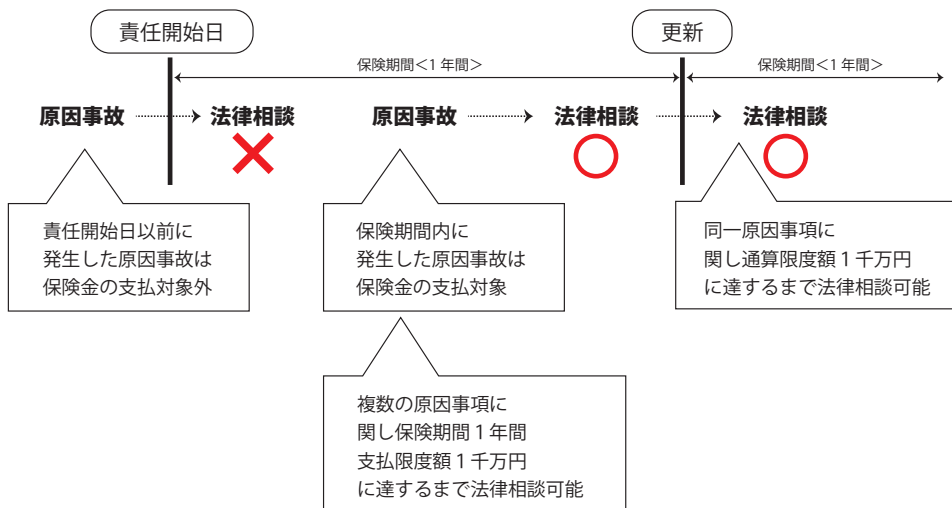 責任開始日
更新
保険期間＜1年間＞
保険期間＜1年間＞
原因事故
法律相談
原因事故
法律相談
法律相談
責任開始日以前に
発生した原因事故は
保険金の支払対象外
保険期間内に
発生した原因事故は
保険金の支払対象
同一原因事項に
関し通算限度額1千万円
に達するまで法律相談可能
複数の原因事項に
関し保険期間1年間
支払限度額1千万円
に達するまで法律相談可能